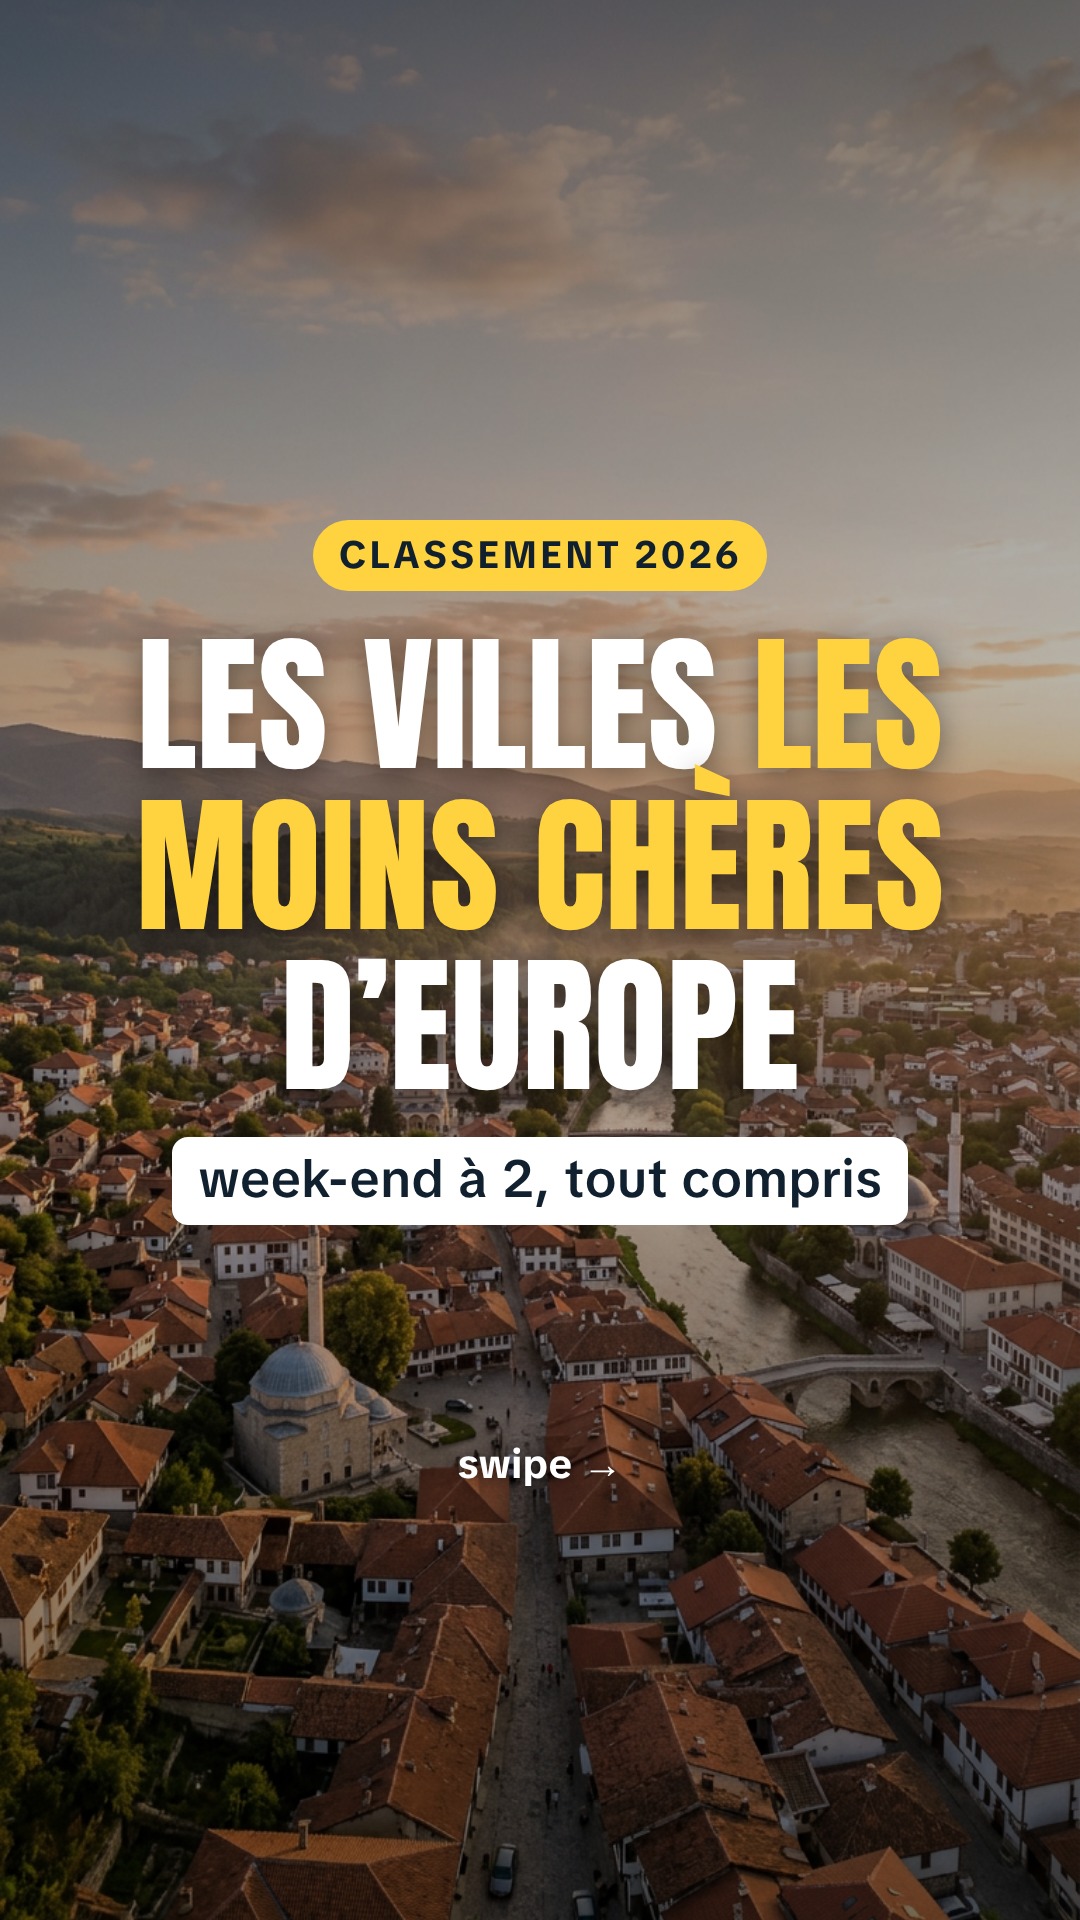 CLASSEMENT 2026
LES VILLES LES
MOINS CHÈRES
D’EUROPE
week-end à 2, tout compris
swipe →